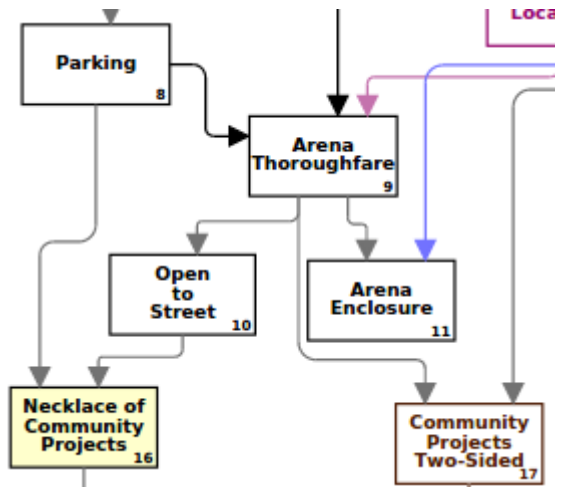 Loca
Parking
8
Arena
Thoroughfare
9
Open
to
Street
10
Arena
Enclosure
11
Necklace of
Community
Projects
16
Community
Projects
Two-Sided
17